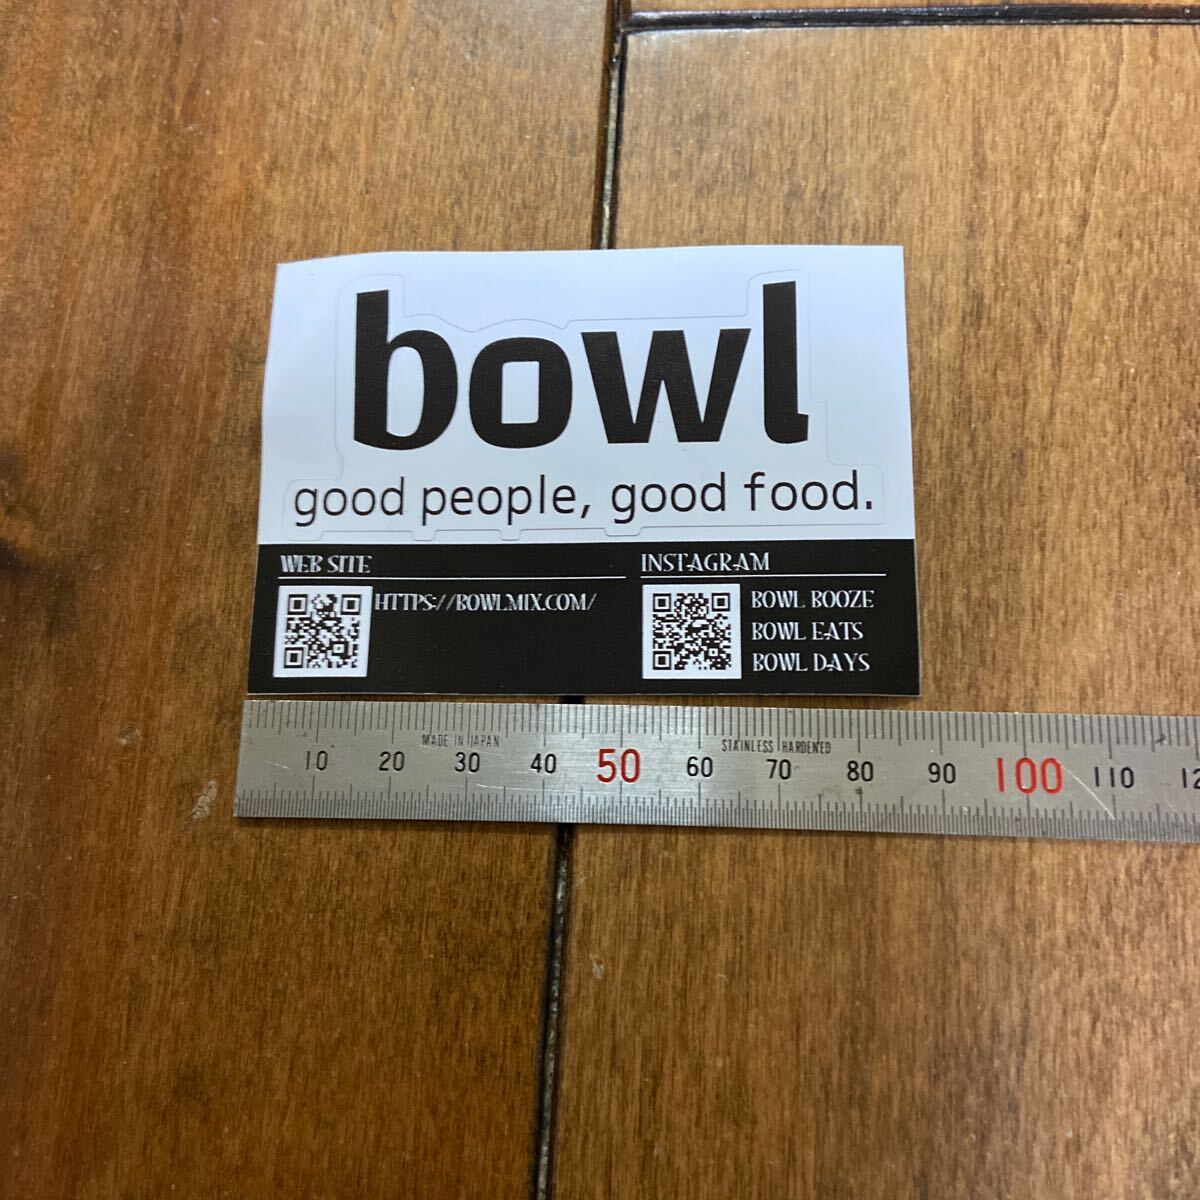 bowl
good people, good food.
WEB SITE
HTTPS://BOWLMIX.COM/
INSTAGRAM
BOWL BOOZE
BOWL EATS
BOWL DAYS
MADE IN JAPAN
STAINLESS HARDENED
10 20 30 40 50 60 70 80 90 100 110